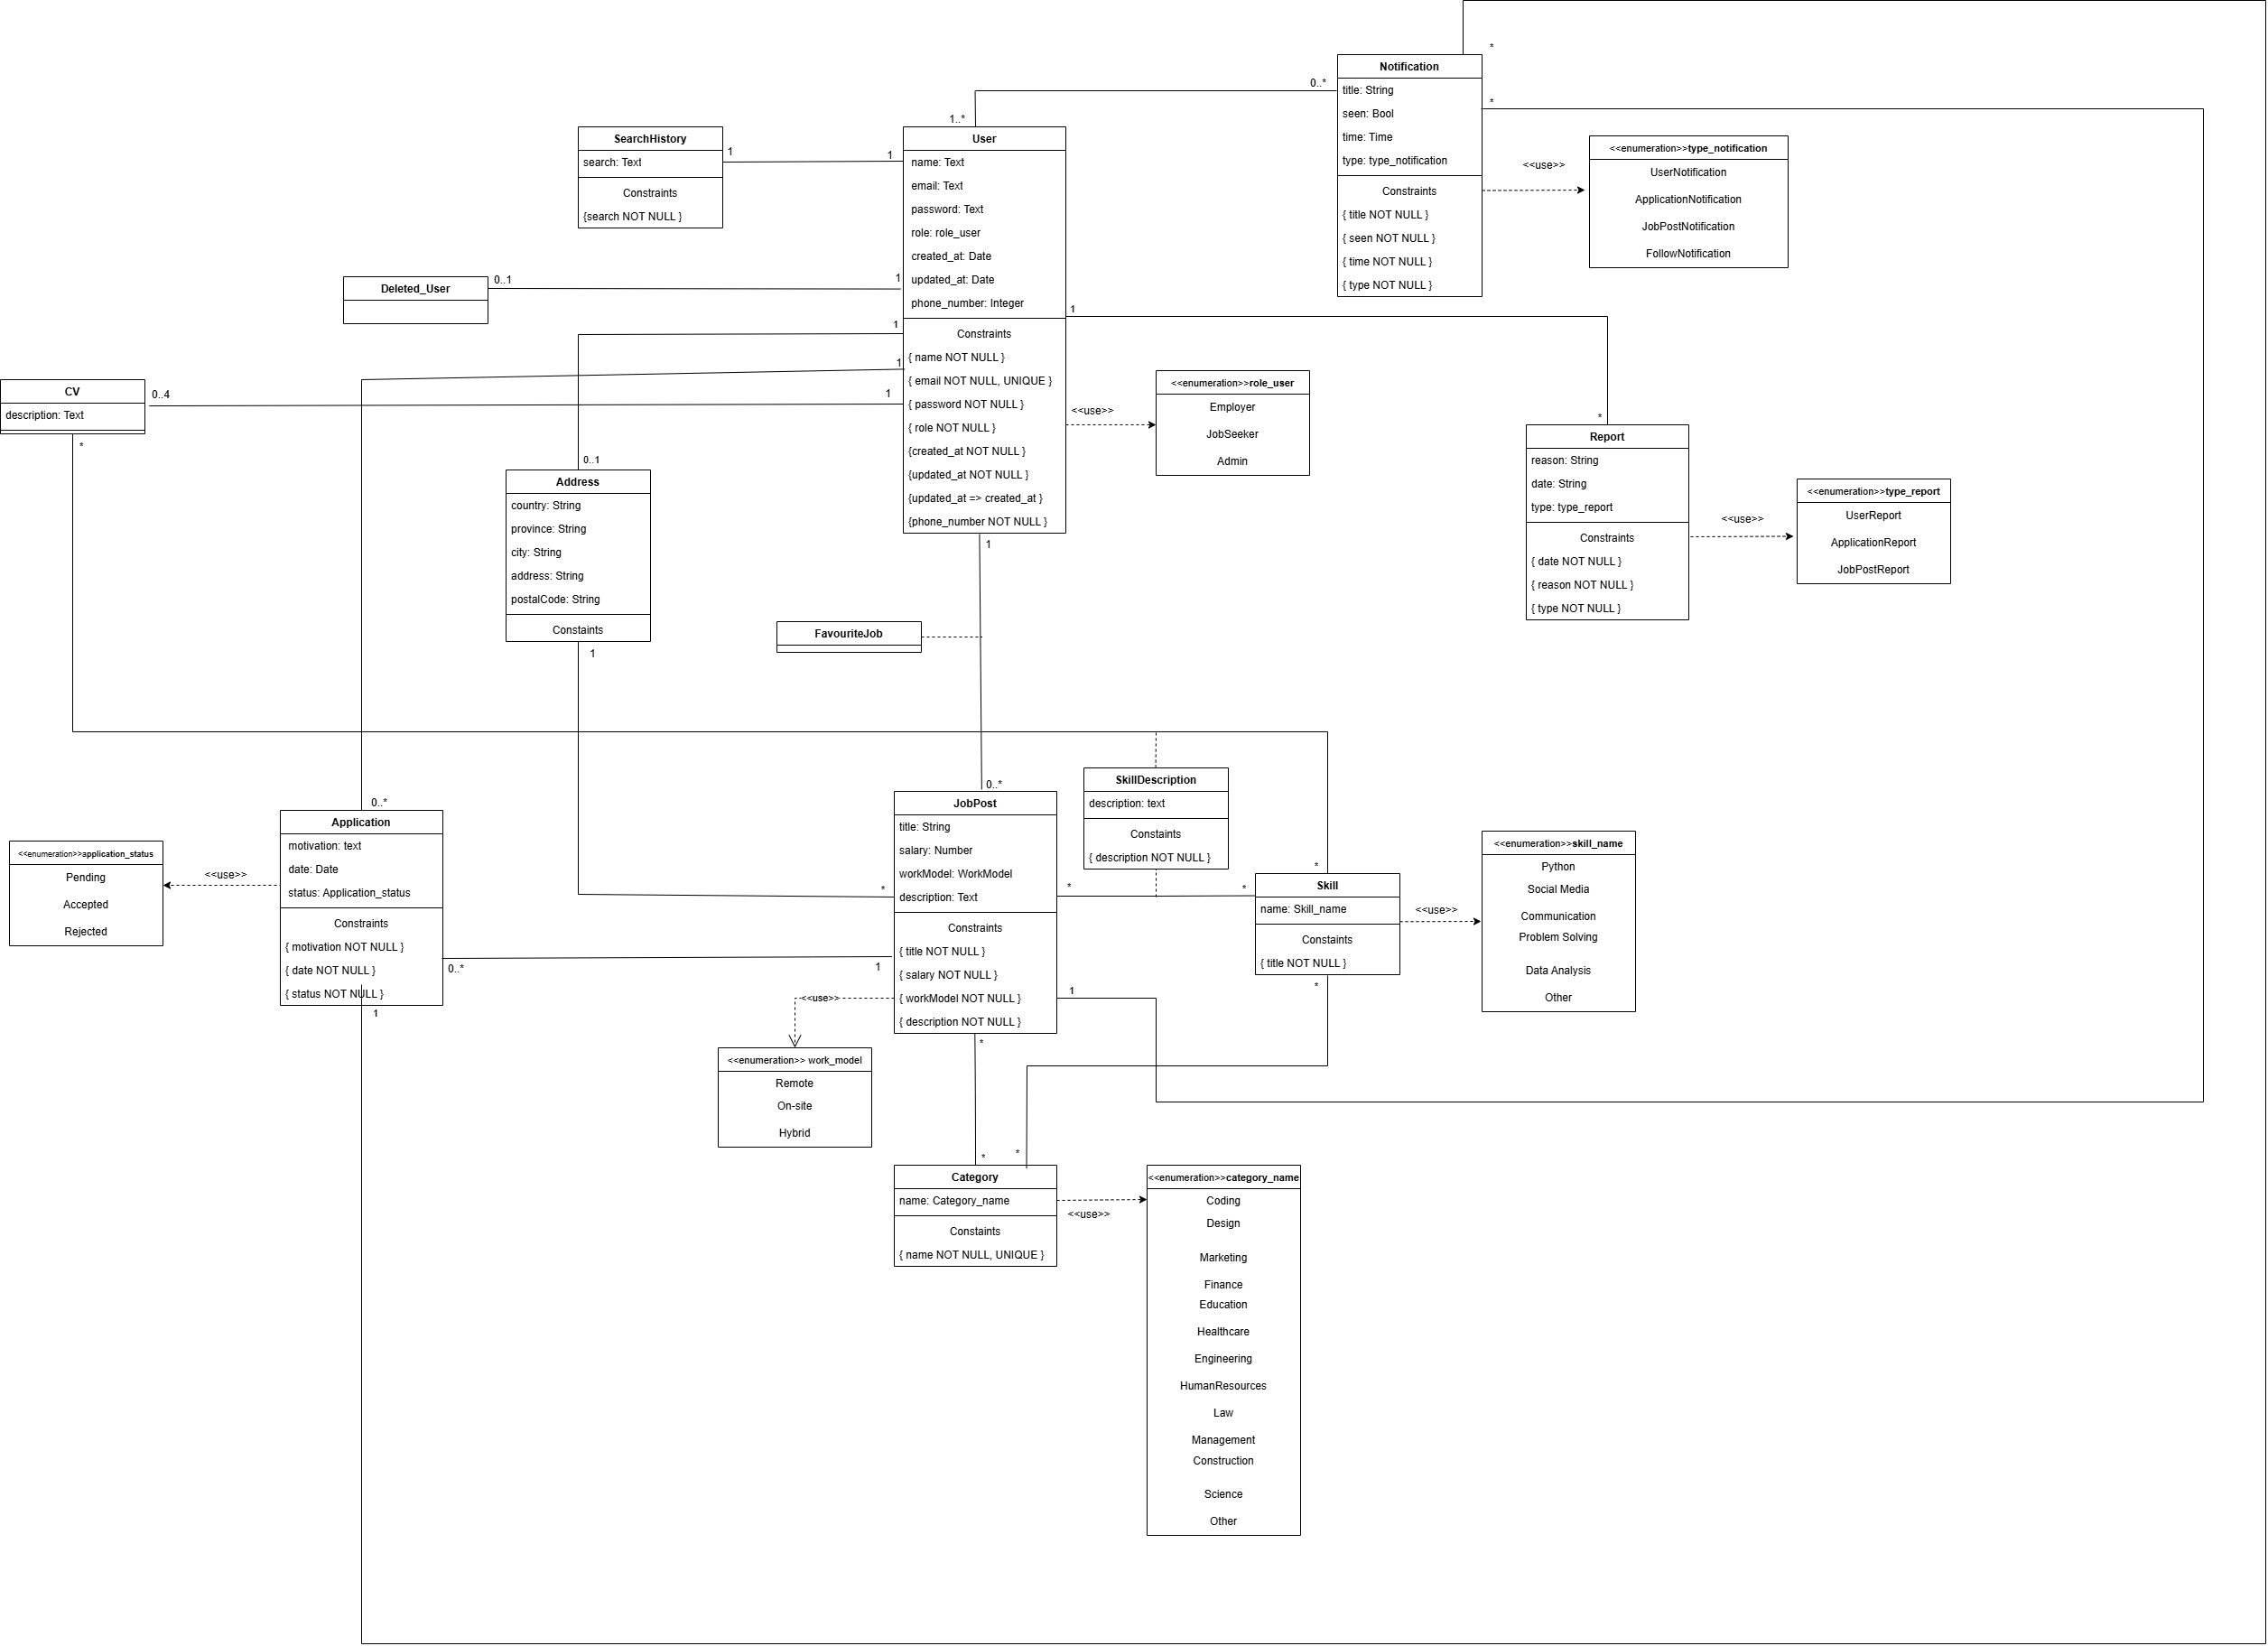 *
Notification
title: String
seen: Bool
time: Time
type: type_notification
Constraints
{ title NOT NULL }
{ seen NOT NULL }
{ time NOT NULL }
{ type NOT NULL }
0..*
*
<<use>>
<<enumeration>>type_notification
UserNotification
ApplicationNotification
JobPostNotification
FollowNotification
1..*
User
name: Text
email: Text
password: Text
role: role_user
created_at: Date
updated_at: Date
phone_number: Integer
Constraints
{ name NOT NULL }
{ email NOT NULL, UNIQUE }
{ password NOT NULL }
{ role NOT NULL }
{created_at NOT NULL }
{updated_at NOT NULL }
{updated_at => created_at }
{phone_number NOT NULL }
SearchHistory
search: Text
Constraints
{search NOT NULL }
1
1
Deleted_User
0..1
1
1
1
1
1
CV
description: Text
0..4
*
0..1
Address
country: String
province: String
city: String
address: String
postalCode: String
Constaints
1
<<use>>
<<enumeration>>role_user
Employer
JobSeeker
Admin
*
Report
reason: String
date: String
type: type_report
Constraints
{ date NOT NULL }
{ reason NOT NULL }
{ type NOT NULL }
<<use>>
<<enumeration>>type_report
UserReport
ApplicationReport
JobPostReport
1
FavouriteJob
0..*
JobPost
title: String
salary: Number
workModel: WorkModel
description: Text
Constraints
{ title NOT NULL }
{ salary NOT NULL }
{ workModel NOT NULL }
{ description NOT NULL }
SkillDescription
description: text
Constaints
{ description NOT NULL }
0..*
Application
motivation: text
date: Date
status: Application_status
Constraints
{ motivation NOT NULL }
{ date NOT NULL }
{ status NOT NULL }
1
<<enumeration>>application_status
Pending
Accepted
Rejected
<<use>>
0..*
1
*
*
*
*
Skill
name: Skill_name
Constaints
{ title NOT NULL }
*
<<use>>
<<enumeration>>skill_name
Python
Social Media
Communication
Problem Solving
Data Analysis
Other
1
<<use>>
<<enumeration>> work_model
Remote
On-site
Hybrid
*
*
*
Category
name: Category_name
Constaints
{ name NOT NULL, UNIQUE }
<<use>>
<<enumeration>>category_name
Coding
Design
Marketing
Finance
Education
Healthcare
Engineering
HumanResources
Law
Management
Construction
Science
Other